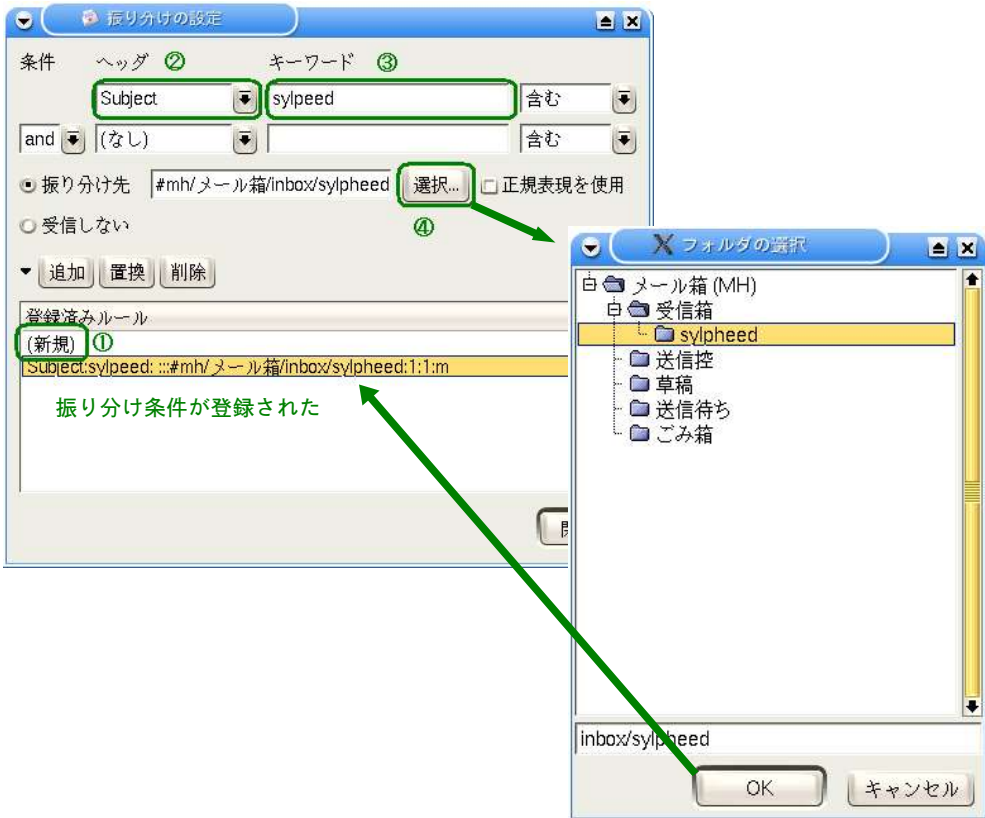 振り分けの設定
条件 ヘッダ ② キーワード ③
Subject sylpeed 含む
and (なし) 含む
振り分け先 #mh/メール箱/inbox/sylpheed 選択... 正規表現を使用
受信しない ④
追加 置換 削除
登録済みルール
(新規) ①
Subject:sylpeed: :::#mh/メール箱/inbox/sylpheed:1:1:m
振り分け条件が登録された
フォルダの選択
メール箱 (MH)
受信箱
sylpheed
送信控
草稿
送信待ち
ごみ箱
inbox/sylpheed
OK キャンセル